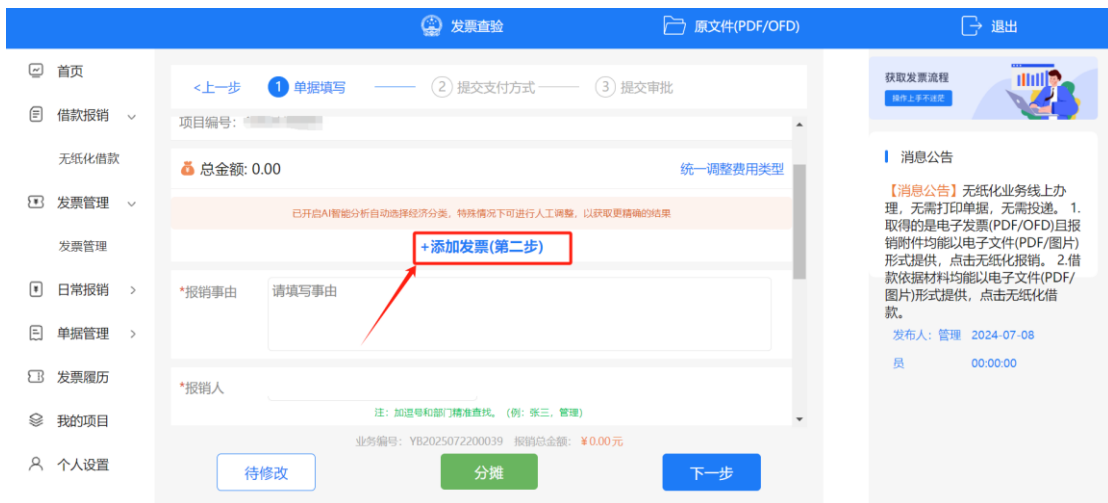 发票查验
原文件(PDF/OFD)
退出
首页
借款报销
无纸化借款
发票管理
发票管理
日常报销
单据管理
发票履历
我的项目
个人设置
<上一步
1 单据填写
2 提交支付方式
3 提交审批
项目编号:
总金额: 0.00
统一调整费用类型
已开启AI智能分析自动选择经济分类，特殊情况下可进行人工调整，以获取更精确的结果
+添加发票(第二步)
*报销事由
请填写事由
*报销人
注：加逗号和部门精准查找。（例：张三，管理）
业务编号：YB2025072200039 报销总金额：¥0.00元
待修改
分摊
下一步
获取发票流程
操作上手不迷茫
消息公告
【消息公告】无纸化业务线上办
理，无需打印单据，无需投递。 1.
取得的是电子发票(PDF/OFD)且报
销附件均能以电子文件(PDF/图片)
形式提供，点击无纸化报销。 2.借
款依据材料均能以电子文件(PDF/
图片)形式提供，点击无纸化借
款。
发布人：管理 2024-07-08
员 00:00:00